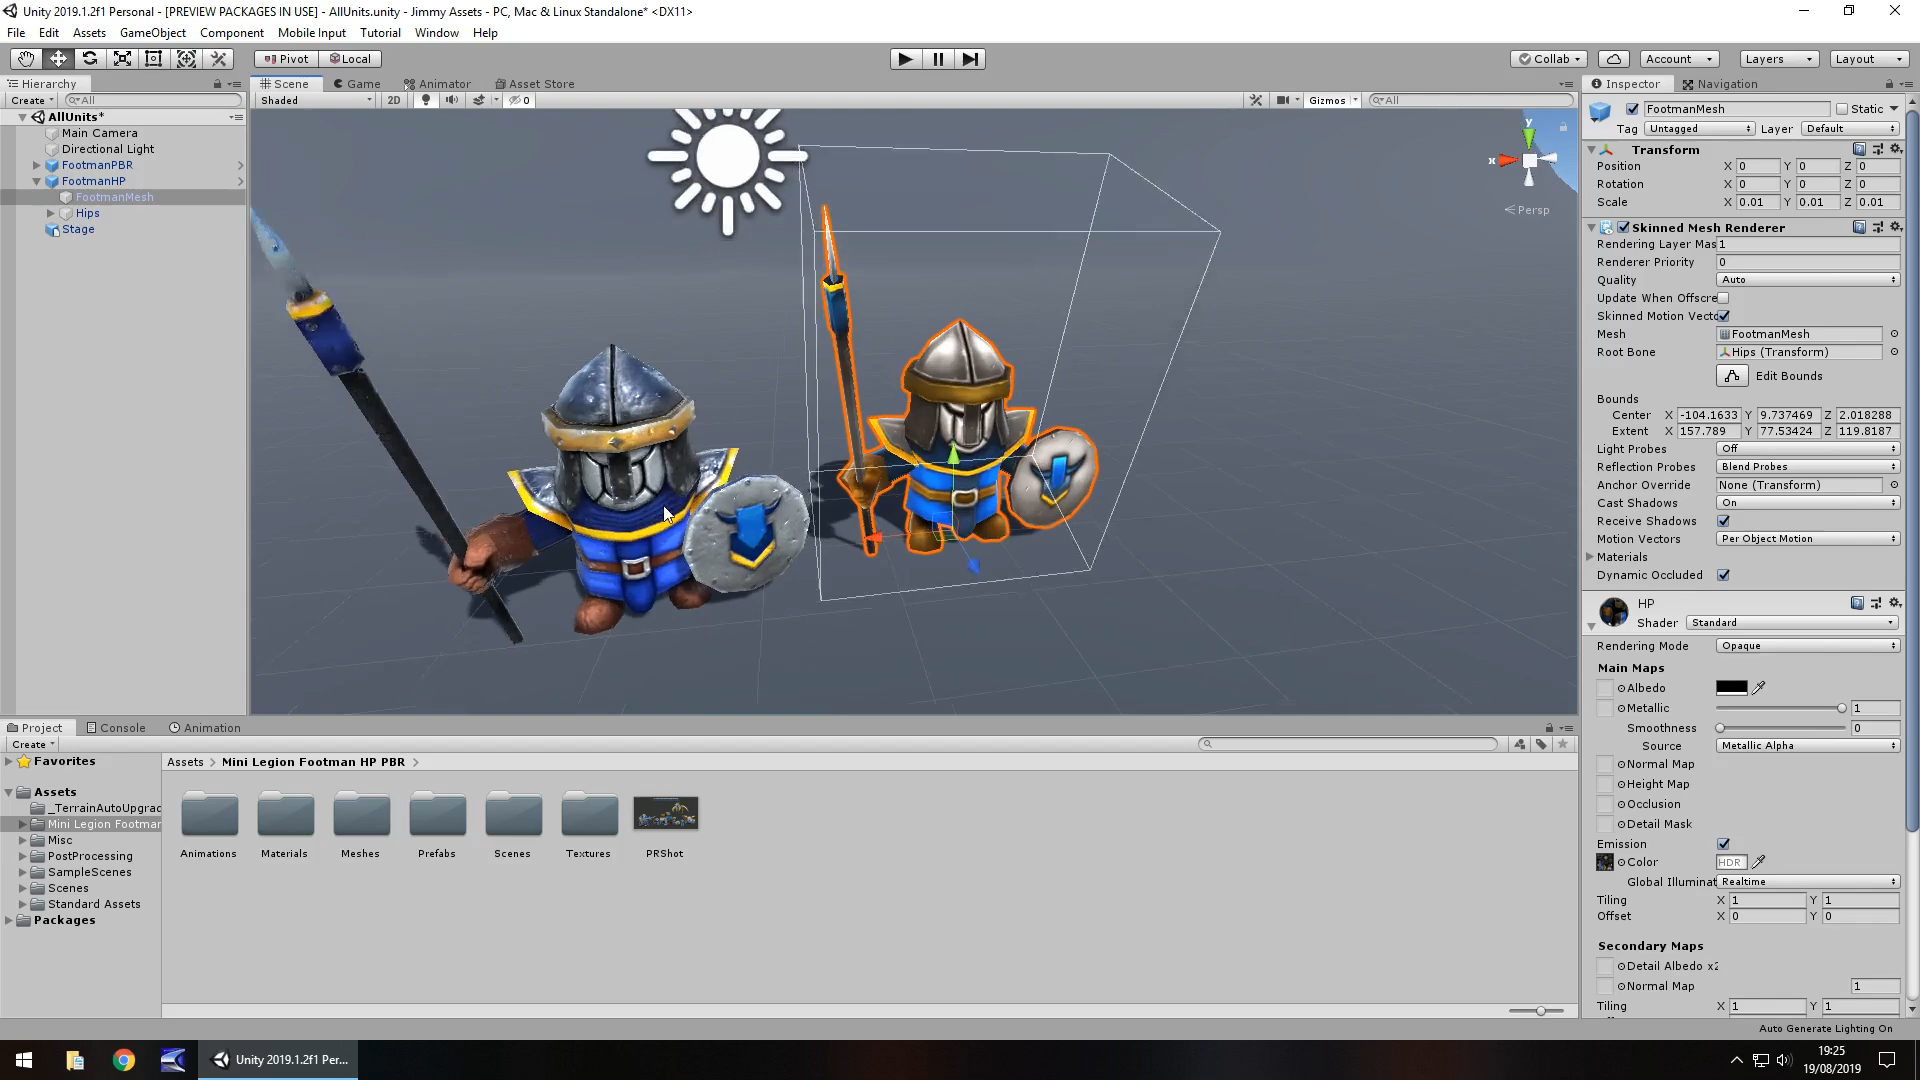 Unity 2019.1.2f1 Personal - [PREVIEW PACKAGES IN USE] - AllUnits.unity - Jimmy Assets - PC, Mac & Linux Standalone* <DX11>
File Edit Assets GameObject Component Mobile Input Tutorial Window Help
Pivot Local Collab Account Layers Layout
Hierarchy Scene Game Animator Asset Store Inspector Navigation
Create All Shaded 2D 0 Gizmos All
AllUnits*
Main Camera
Directional Light
FootmanPBR
FootmanHP
FootmanMesh
Hips
Stage
y
x
Persp
FootmanMesh Static
Tag Untagged Layer Default
Transform
Position X 0 Y 0 Z 0
Rotation X 0 Y 0 Z 0
Scale X 0.01 Y 0.01 Z 0.01
Skinned Mesh Renderer
Rendering Layer Mas 1
Renderer Priority 0
Quality Auto
Update When Offscre
Skinned Motion Vecto
Mesh FootmanMesh
Root Bone Hips (Transform)
Edit Bounds
Bounds
Center X -104.1633 Y 9.737469 Z 2.018288
Extent X 157.789 Y 77.53424 Z 119.8187
Light Probes Off
Reflection Probes Blend Probes
Anchor Override None (Transform)
Cast Shadows On
Receive Shadows
Motion Vectors Per Object Motion
Materials
Dynamic Occluded
HP
Shader Standard
Rendering Mode Opaque
Main Maps
Albedo
Metallic 1
Smoothness 0
Source Metallic Alpha
Normal Map
Height Map
Occlusion
Detail Mask
Emission
Color HDR
Global Illuminat Realtime
Tiling X 1 Y 1
Offset X 0 Y 0
Secondary Maps
Detail Albedo x2
Normal Map 1
Tiling X 1 Y 1
Project Console Animation
Create
Favorites
Assets
_TerrainAutoUpgrad
Mini Legion Footman
Misc
PostProcessing
SampleScenes
Scenes
Standard Assets
Packages
Assets > Mini Legion Footman HP PBR >
Animations Materials Meshes Prefabs Scenes Textures PRShot
Auto Generate Lighting On
Unity 2019.1.2f1 Per...
19:25
19/08/2019